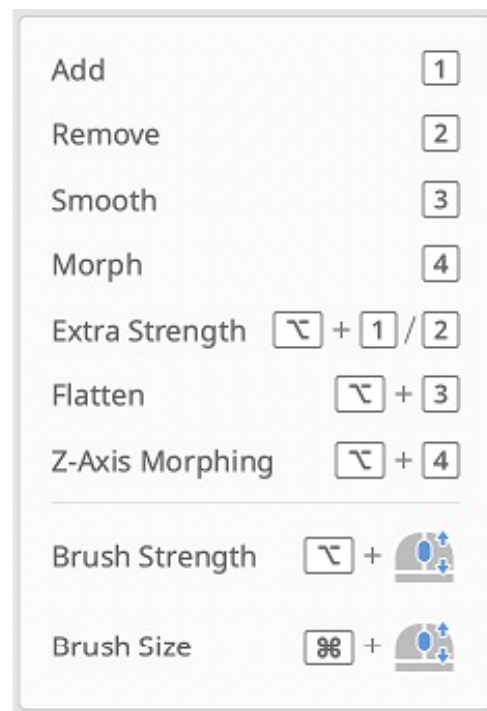 Add 1
Remove 2
Smooth 3
Morph 4
Extra Strength ⌥ + 1 / 2
Flatten ⌥ + 3
Z-Axis Morphing ⌥ + 4
Brush Strength ⌥ +
Brush Size ⌘ +